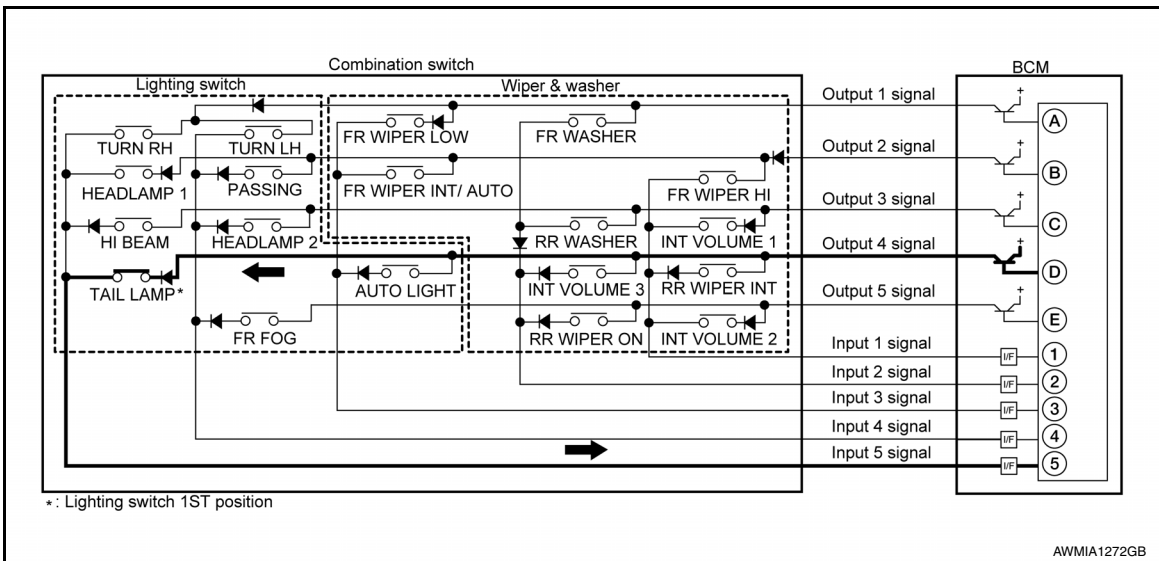 Combination switch
BCM
Lighting switch
Wiper & washer
Output 1 signal
+
A
TURN RH
TURN LH
FR WIPER LOW
FR WASHER
Output 2 signal
+
B
HEADLAMP 1
PASSING
FR WIPER INT/ AUTO
FR WIPER HI
Output 3 signal
+
C
HI BEAM
HEADLAMP 2
RR WASHER
INT VOLUME 1
Output 4 signal
+
D
TAIL LAMP*
AUTO LIGHT
INT VOLUME 3
RR WIPER INT
Output 5 signal
+
E
FR FOG
RR WIPER ON
INT VOLUME 2
Input 1 signal
I/F
1
Input 2 signal
I/F
2
Input 3 signal
I/F
3
Input 4 signal
I/F
4
Input 5 signal
I/F
5
*: Lighting switch 1ST position
AWMIA1272GB